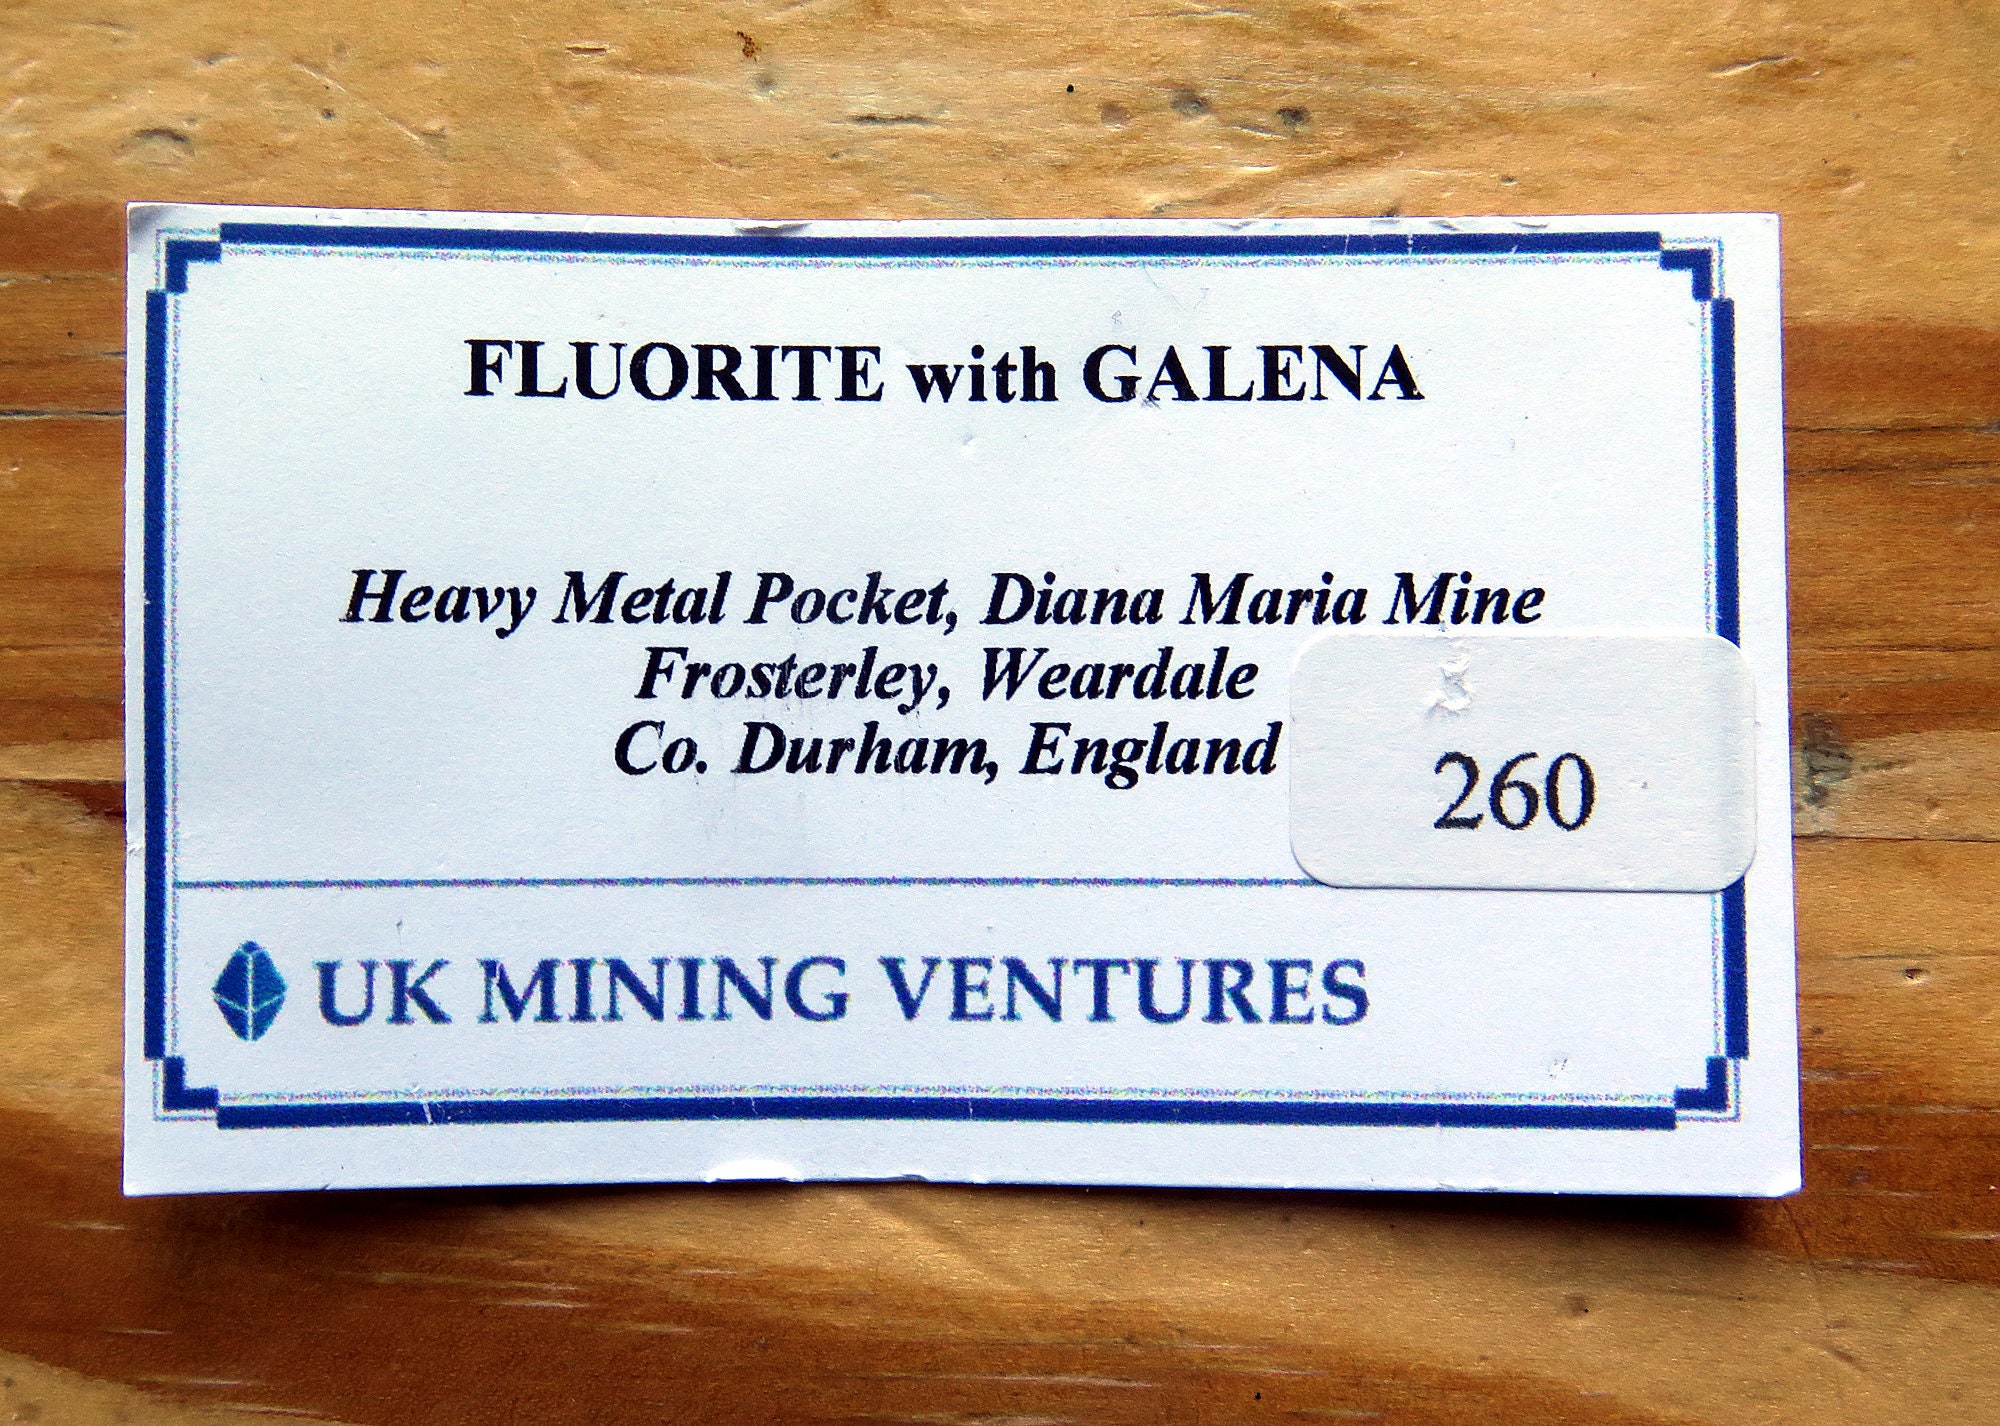 FLUORITE with GALENA
Heavy Metal Pocket, Diana Maria Mine
Frosterley, Weardale
Co. Durham, England
260
UK MINING VENTURES